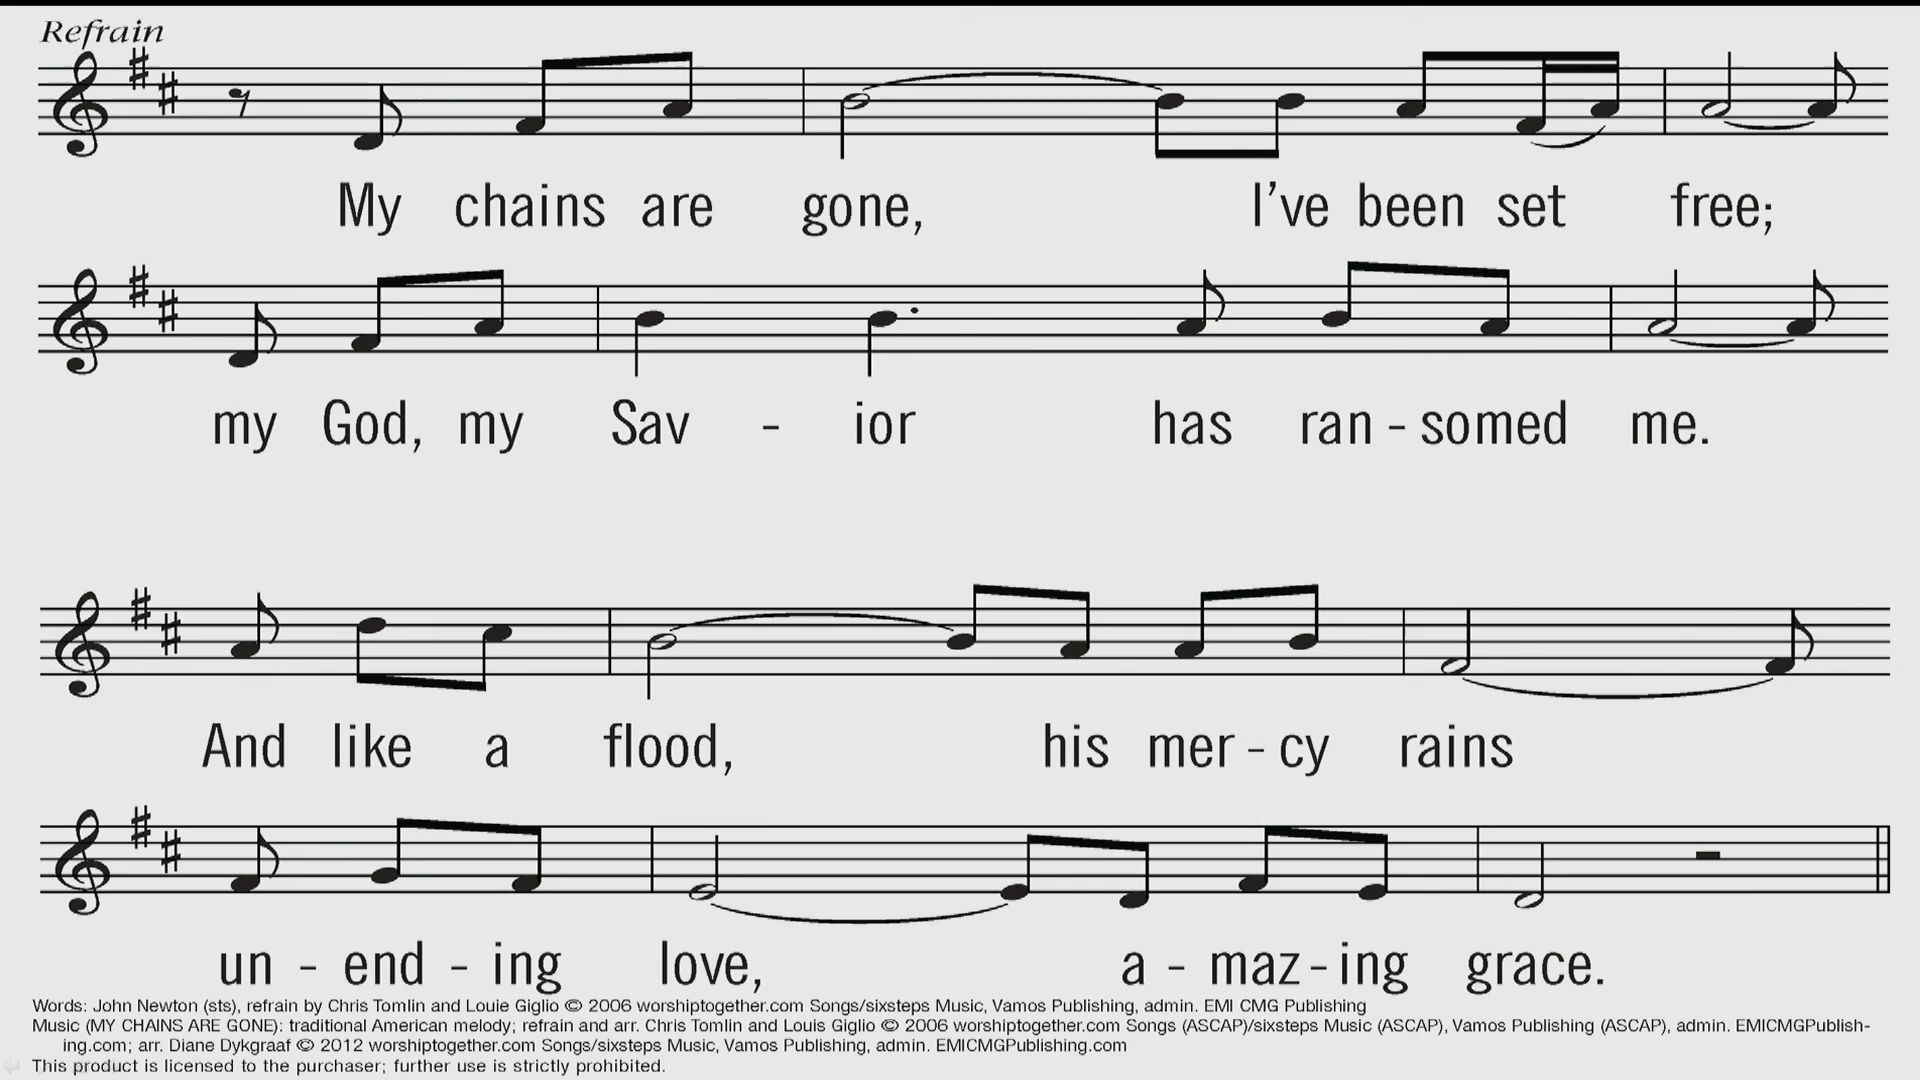 Refrain
My chains are gone, I've been set free;
my God, my Sav - ior has ran - somed me.
And like a flood, his mer - cy rains
un - end - ing love, a - maz - ing grace.
Words: John Newton (sts), refrain by Chris Tomlin and Louie Giglio © 2006 worshiptogether.com Songs/sixsteps Music, Vamos Publishing, admin. EMI CMG Publishing
Music (MY CHAINS ARE GONE): traditional American melody; refrain and arr. Chris Tomlin and Louis Giglio © 2006 worshiptogether.com Songs (ASCAP)/sixsteps Music (ASCAP), Vamos Publishing (ASCAP), admin. EMICMGPublish-
ing.com; arr. Diane Dykgraaf © 2012 worshiptogether.com Songs/sixsteps Music, Vamos Publishing, admin. EMICMGPublishing.com
This product is licensed to the purchaser; further use is strictly prohibited.